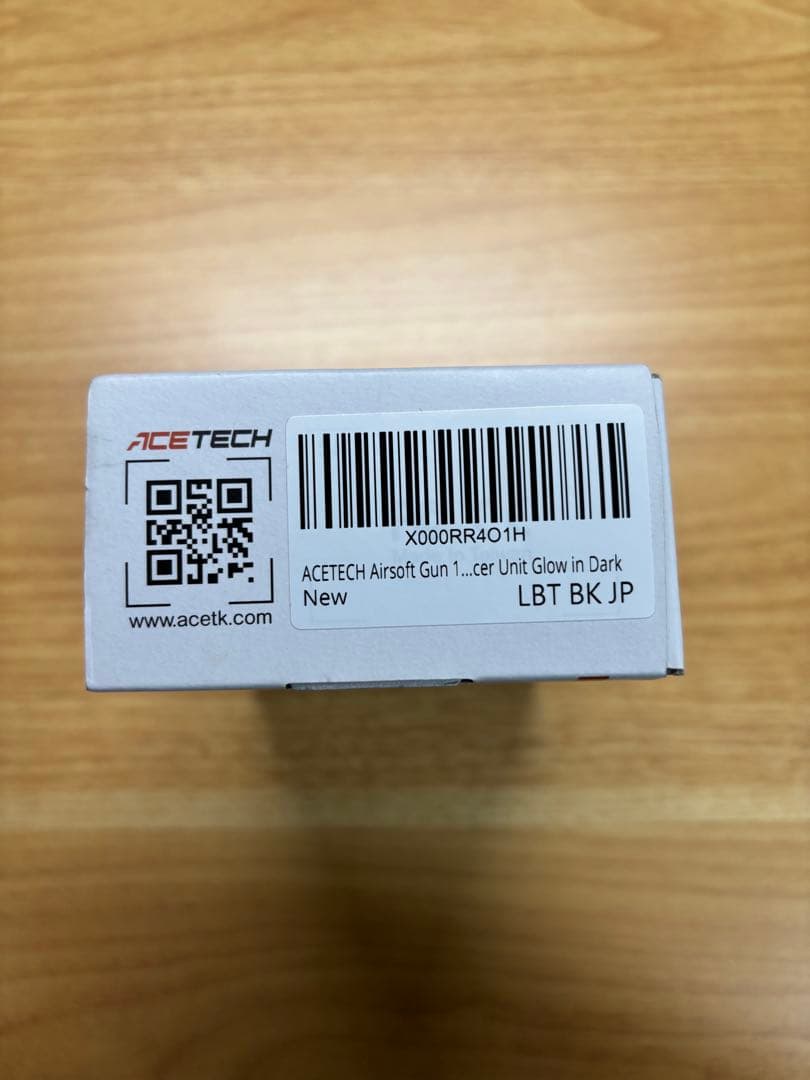 ACETECH
www.acetk.com
X000RR4O1H
ACETECH Airsoft Gun 1...cer Unit Glow in Dark
New
LBT BK JP